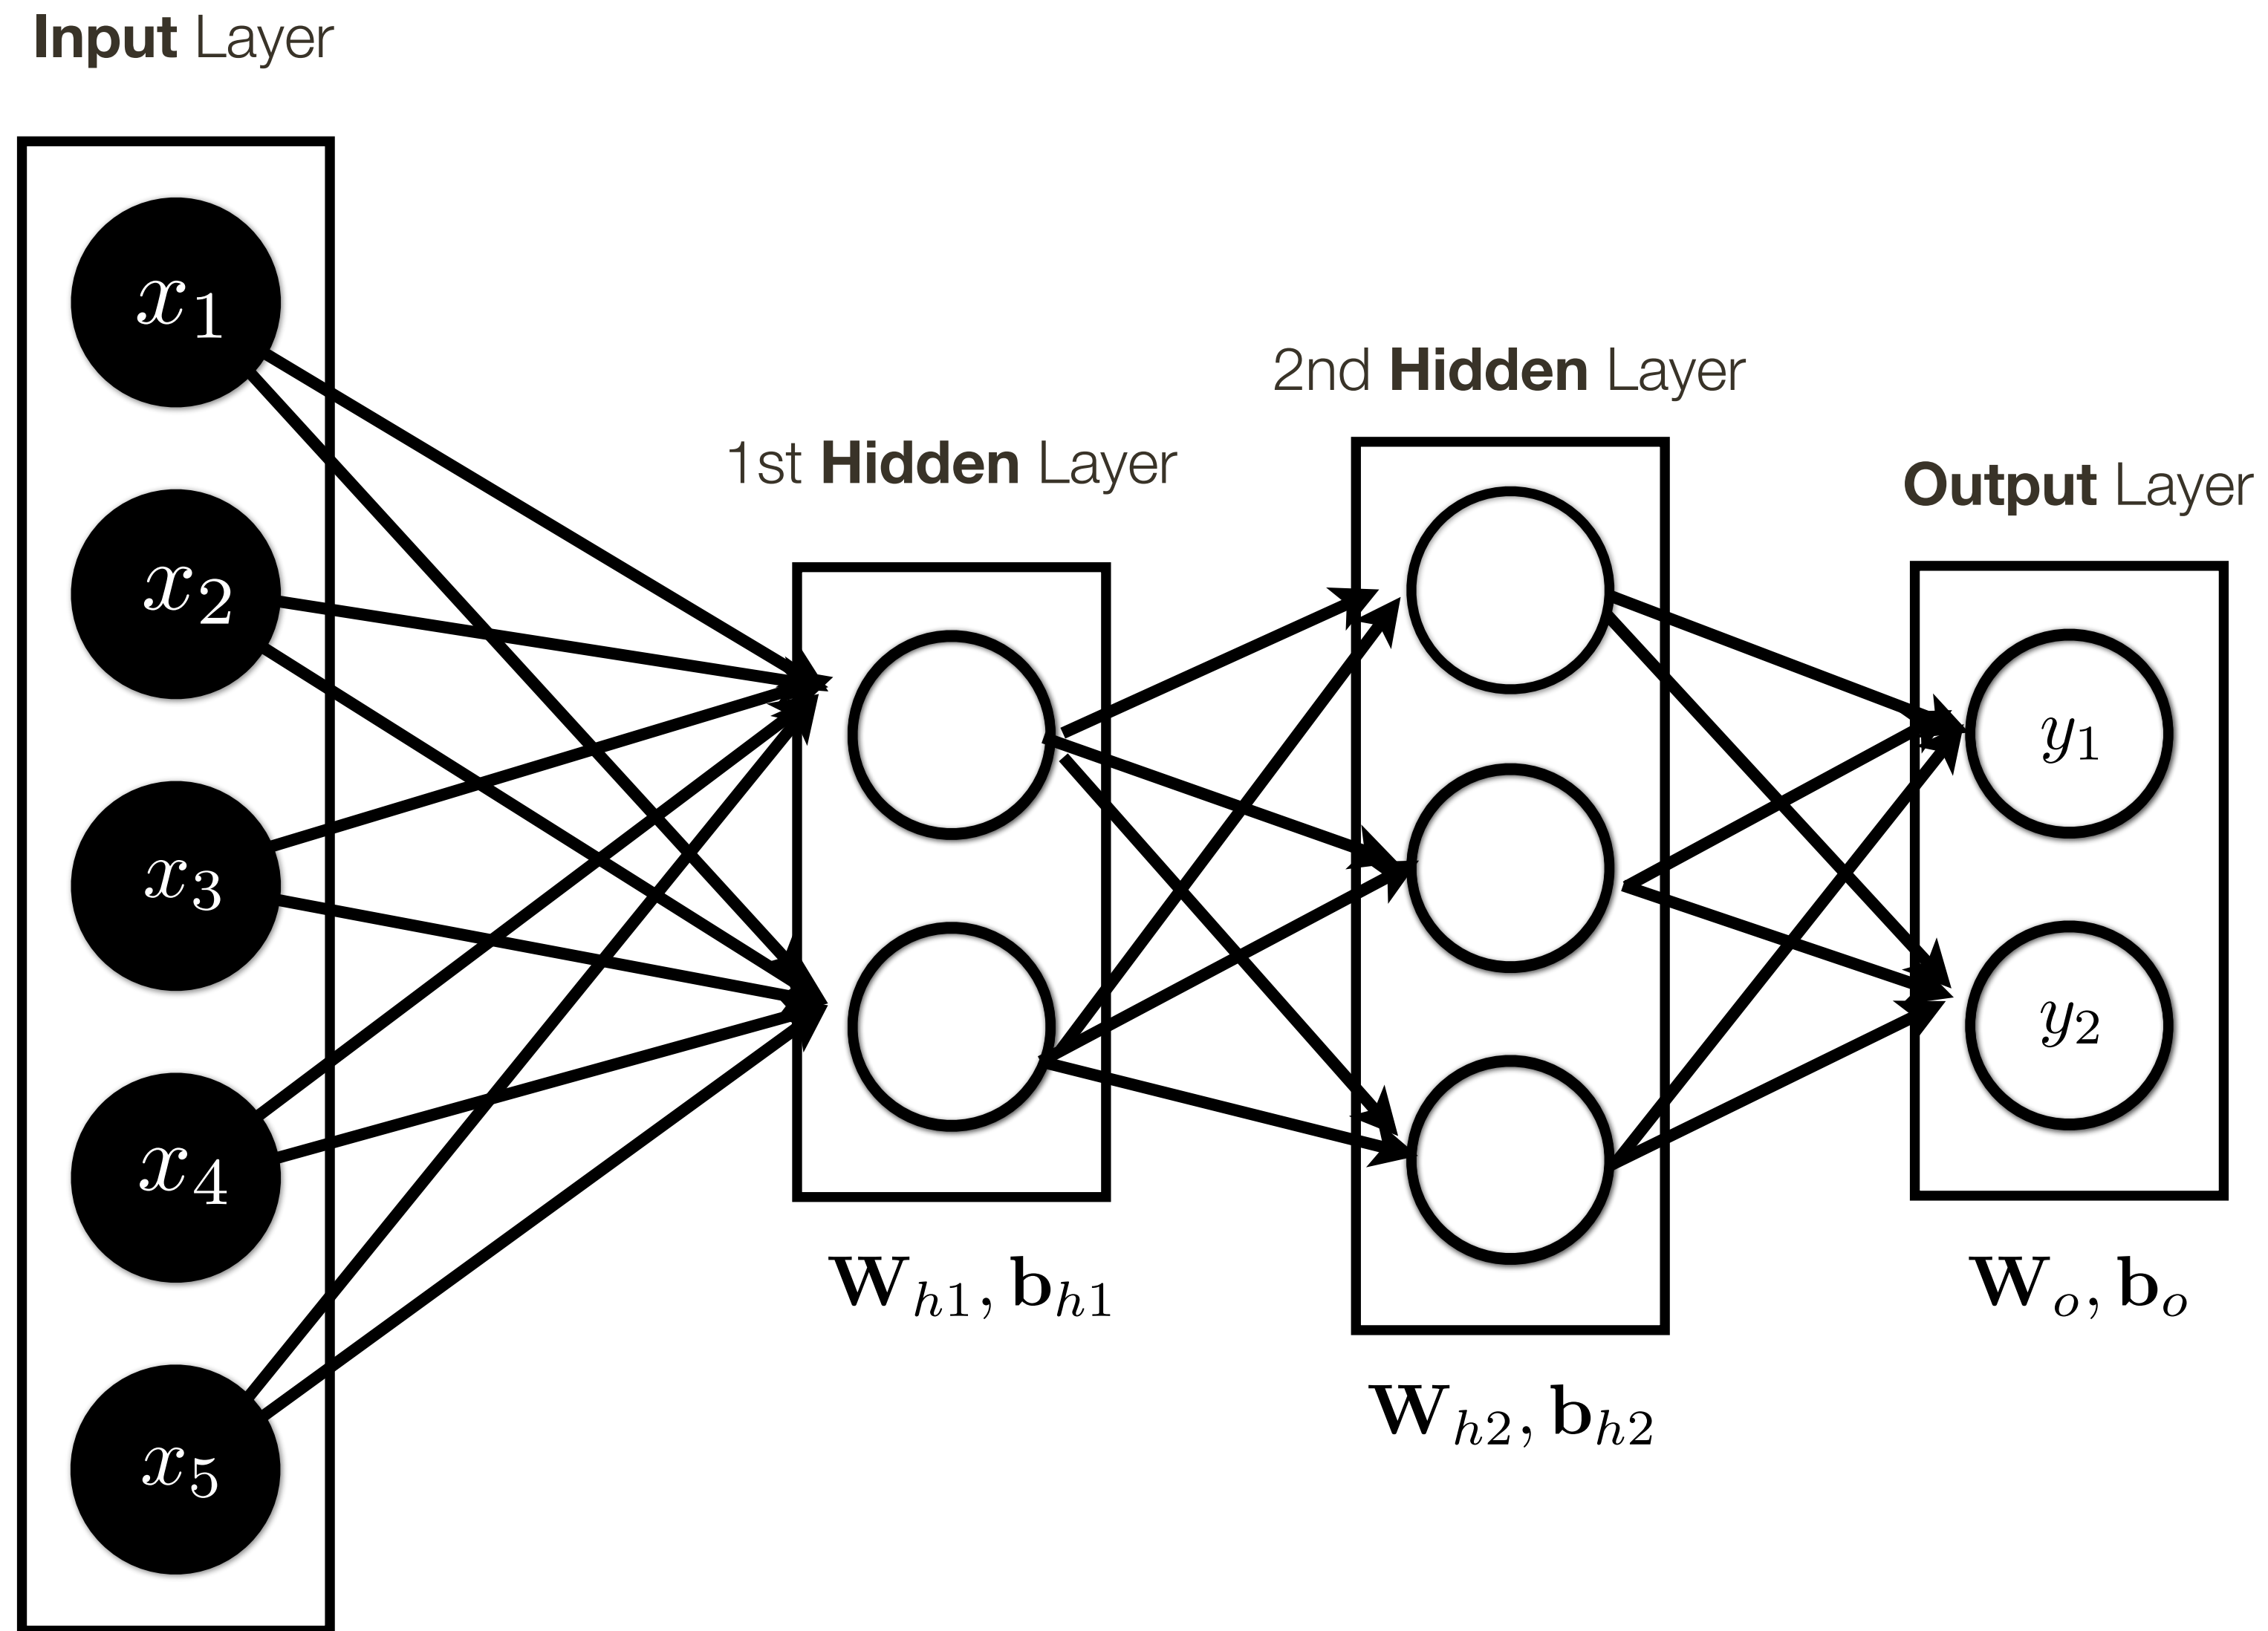 Input Layer
x1
x2
x3
x4
x5
1st Hidden Layer
Wh1, bh1
2nd Hidden Layer
Wh2, bh2
Output Layer
y1
y2
Wo, bo